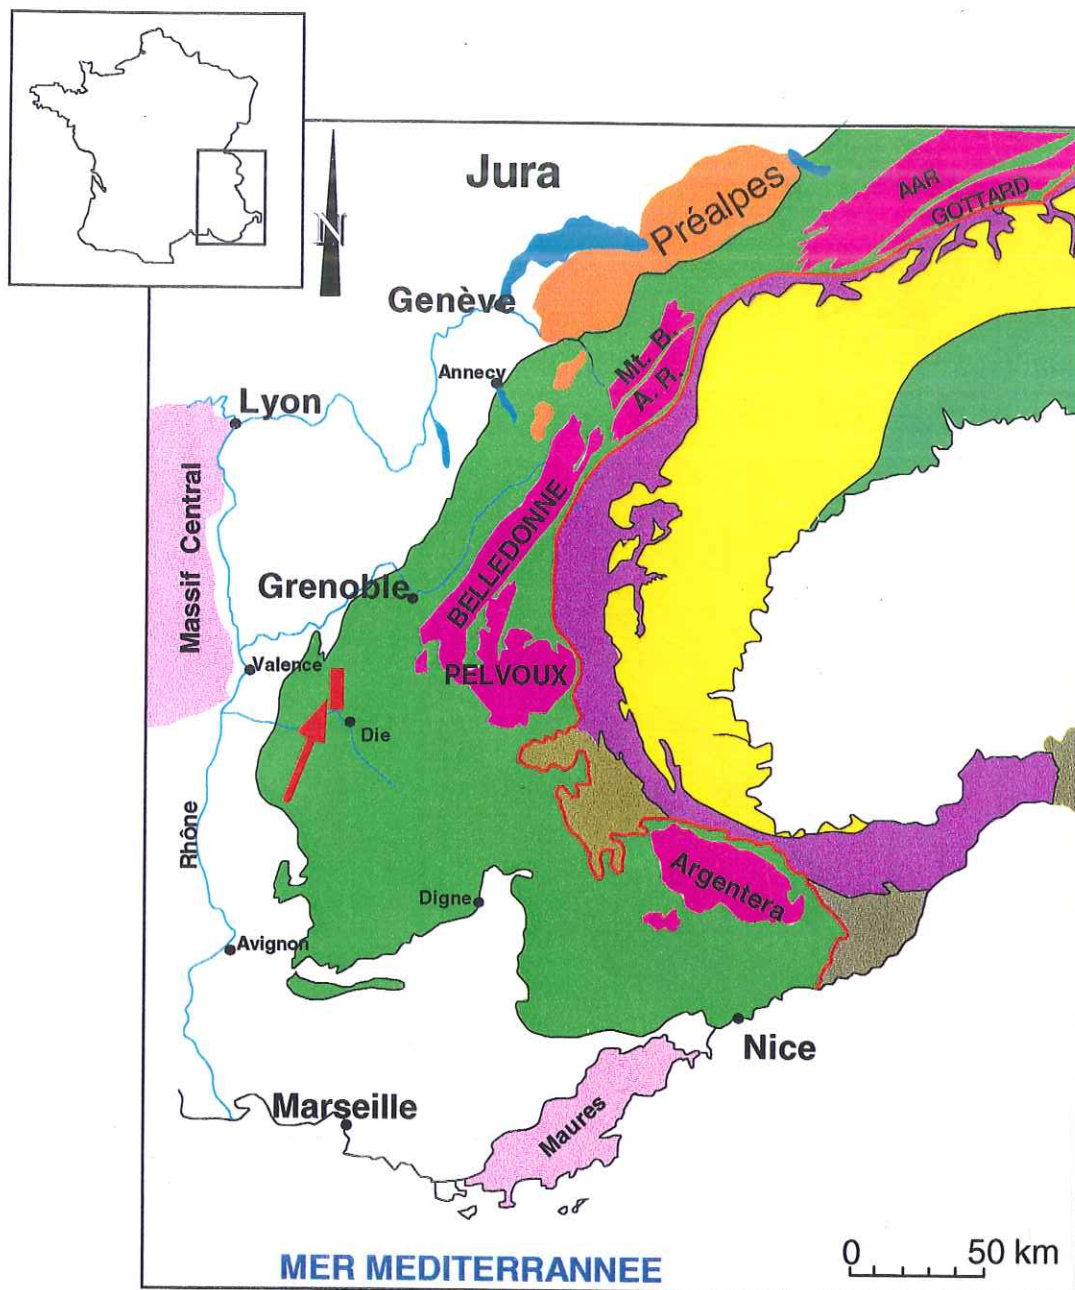 Jura
AAR
GOTTARD
Préalpes
N
Genève
Mt. B.
A. R.
Annecy
Lyon
Massif Central
BELLEDONNE
Grenoble
Valence
PELVOUX
Die
Rhône
Argentera
Digne
Avignon
Nice
Marseille
Maures
MER MEDITERRANNEE
0 50 km